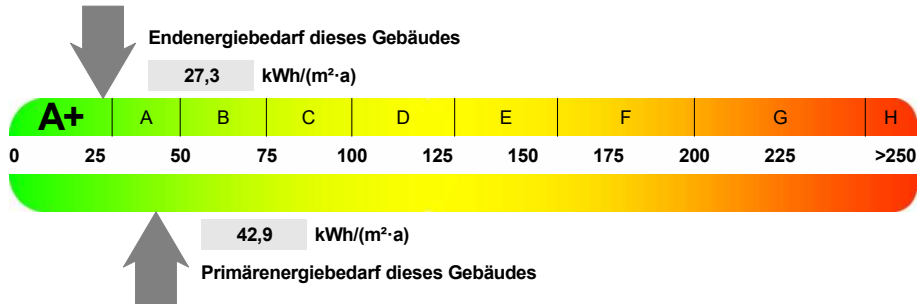 Endenergiebedarf dieses Gebäudes
27,3 kWh/(m²·a)
A+ A B C D E F G H
0 25 50 75 100 125 150 175 200 225 >250
42,9 kWh/(m²·a)
Primärenergiebedarf dieses Gebäudes